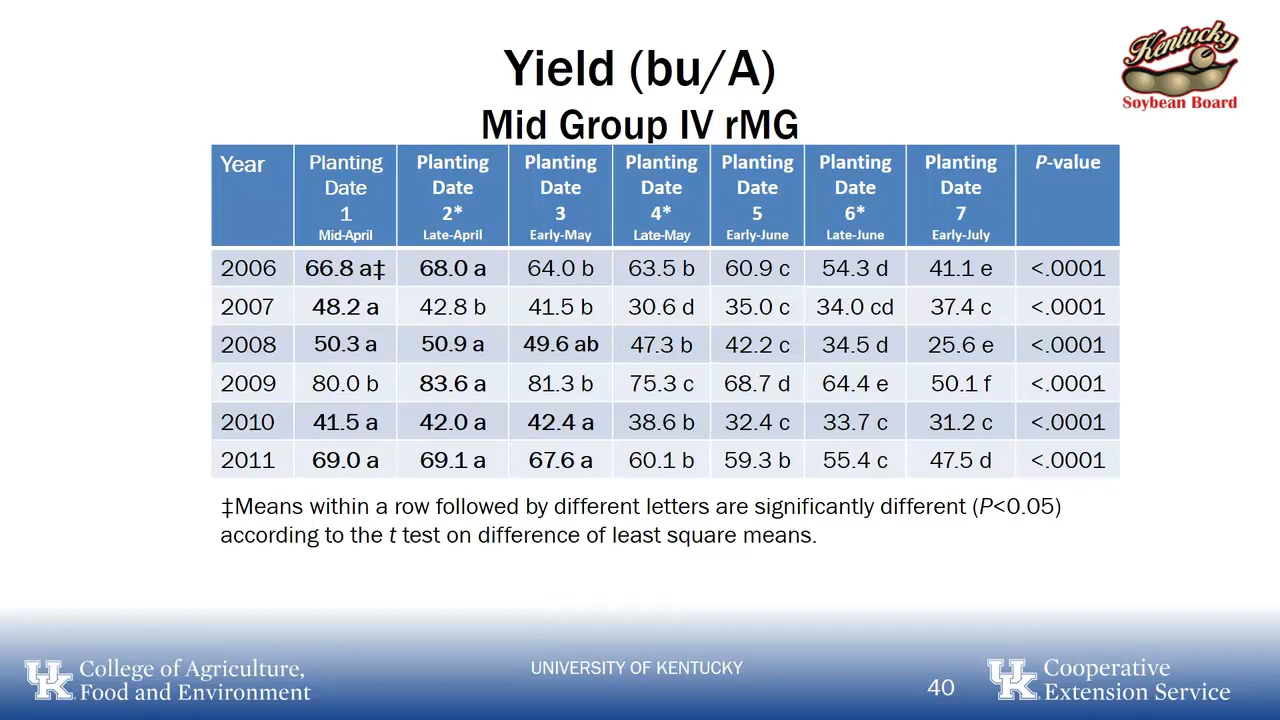 Yield (bu/A)
Mid Group IV rMG
Kentucky
Soybean Board
Year Planting Date 1 Mid-April Planting Date 2* Late-April Planting Date 3 Early-May Planting Date 4* Late-May Planting Date 5 Early-June Planting Date 6* Late-June Planting Date 7 Early-July P-value
2006 66.8 a‡ 68.0 a 64.0 b 63.5 b 60.9 c 54.3 d 41.1 e <.0001
2007 48.2 a 42.8 b 41.5 b 30.6 d 35.0 c 34.0 cd 37.4 c <.0001
2008 50.3 a 50.9 a 49.6 ab 47.3 b 42.2 c 34.5 d 25.6 e <.0001
2009 80.0 b 83.6 a 81.3 b 75.3 c 68.7 d 64.4 e 50.1 f <.0001
2010 41.5 a 42.0 a 42.4 a 38.6 b 32.4 c 33.7 c 31.2 c <.0001
2011 69.0 a 69.1 a 67.6 a 60.1 b 59.3 b 55.4 c 47.5 d <.0001
‡Means within a row followed by different letters are significantly different (P<0.05)
according to the t test on difference of least square means.
UK College of Agriculture,
Food and Environment
UNIVERSITY OF KENTUCKY
40
UK Cooperative
Extension Service